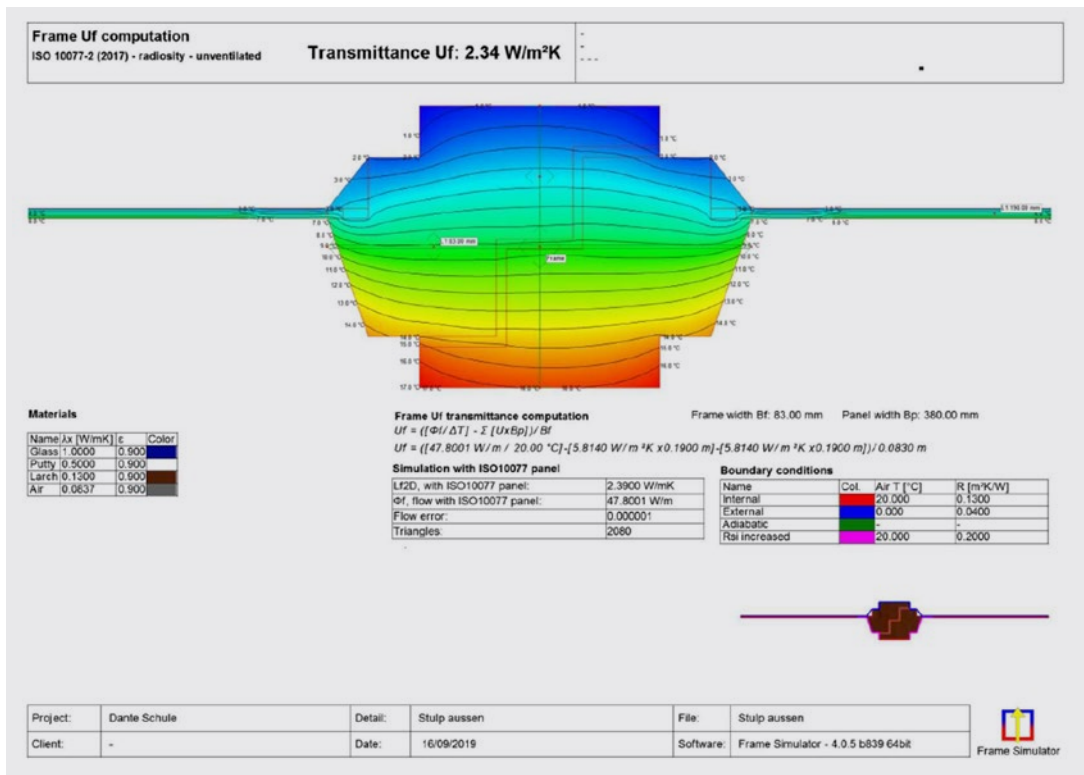 Frame Uf computation
ISO 10077-2 (2017) - radiosity - unventilated
Transmittance Uf: 2.34 W/m²K
Frame
Materials
Name λx [W/mK] ε Color
Glass 1.0000 0.900
Putty 0.5000 0.900
Larch 0.1300 0.900
Air 0.0837 0.900
Frame Uf transmittance computation
Frame width Bf: 83.00 mm Panel width Bp: 380.00 mm
Uf = ([Φf/ ΔT] - Σ [UxBp])/ Bf
Uf = ([47.8001 W/m / 20.00 °C]-[5.8140 W/m ²K x0.1900 m]-[5.8140 W/m ²K x0.1900 m])/ 0.0830 m
Simulation with ISO10077 panel
Lf2D, with ISO10077 panel: 2.3900 W/mK
Φf, flow with ISO10077 panel: 47.8001 W/m
Flow error: 0.000001
Triangles: 2080
Boundary conditions
Name Col. Air T [°C] R [m²K/W]
Internal 20.000 0.1300
External 0.000 0.0400
Adiabatic - -
Rsi increased 20.000 0.2000
Project: Dante Schule Detail: Stulp aussen File: Stulp aussen
Client: - Date: 16/09/2019 Software: Frame Simulator - 4.0.5 b839 64bit
Frame Simulator